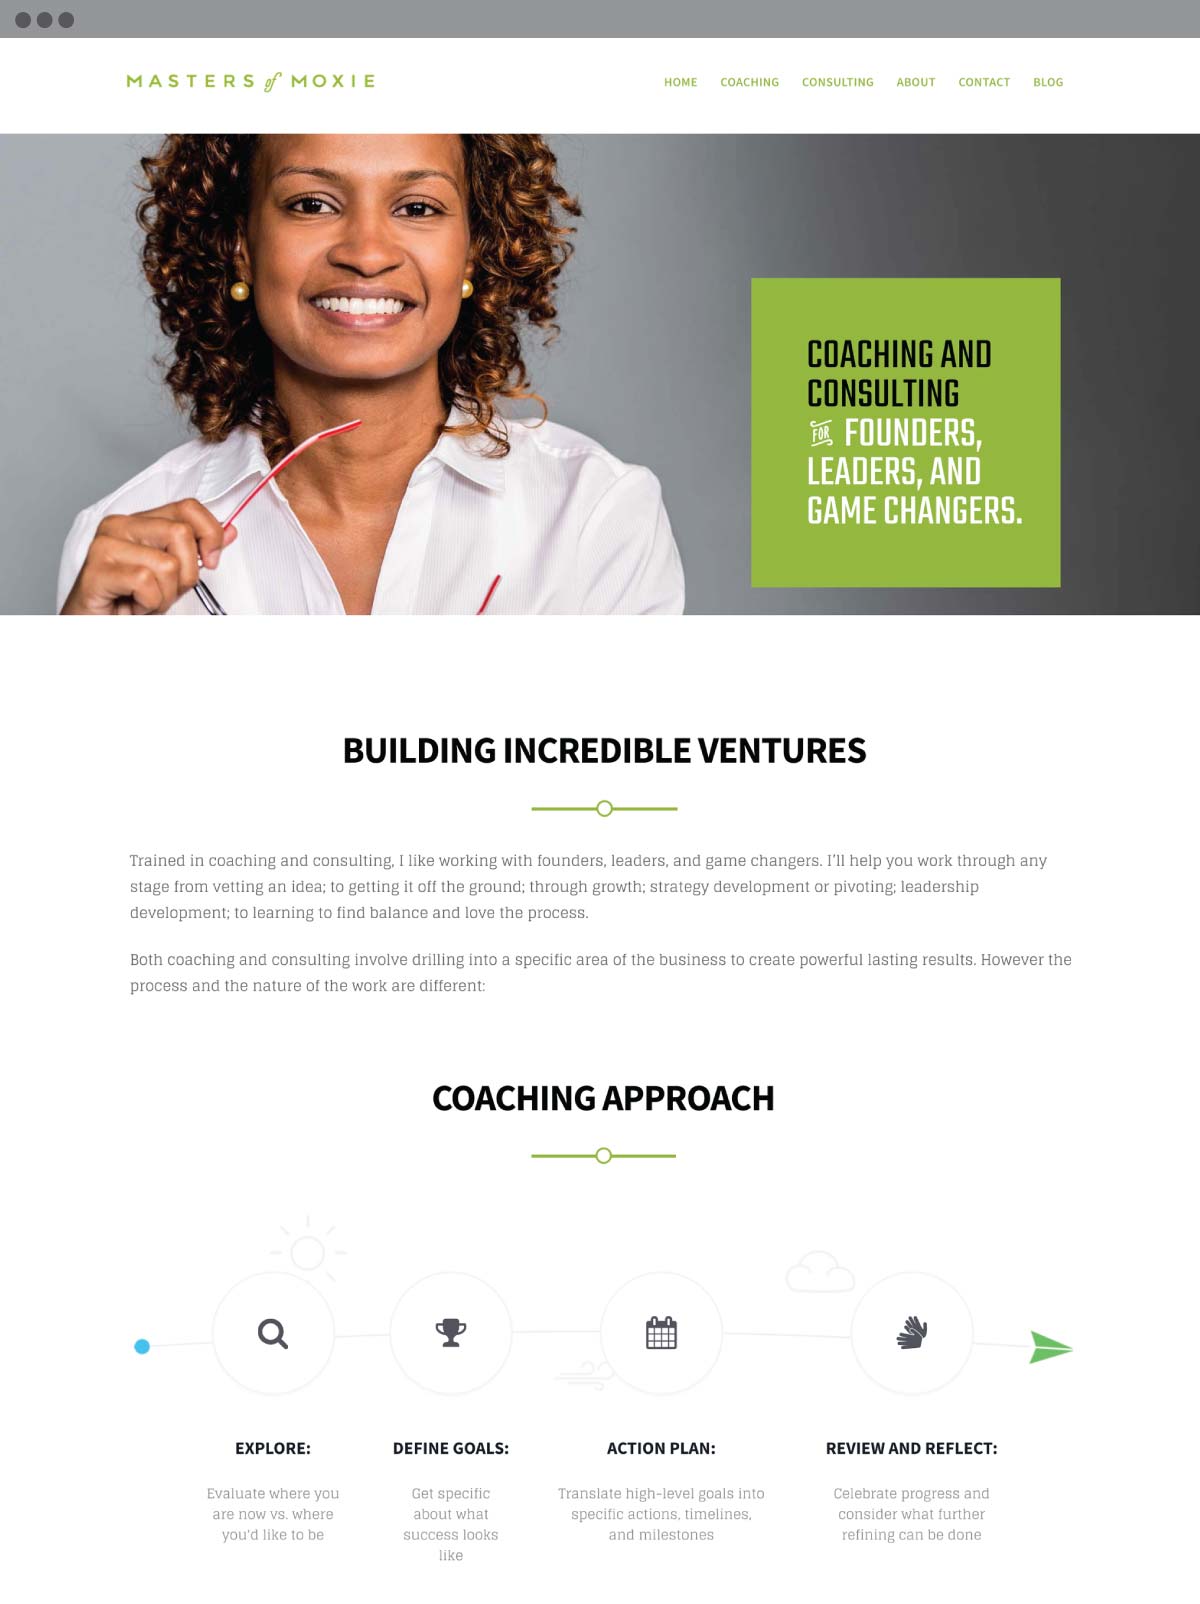 MASTERS of MOXIE
HOME COACHING CONSULTING ABOUT CONTACT BLOG
COACHING AND
CONSULTING
FOR FOUNDERS,
LEADERS, AND
GAME CHANGERS.
BUILDING INCREDIBLE VENTURES
Trained in coaching and consulting, I like working with founders, leaders, and game changers. I'll help you work through any
stage from vetting an idea; to getting it off the ground; through growth; strategy development or pivoting; leadership
development; to learning to find balance and love the process.
Both coaching and consulting involve drilling into a specific area of the business to create powerful lasting results. However the
process and the nature of the work are different:
COACHING APPROACH
EXPLORE:
Evaluate where you
are now vs. where
you'd like to be
DEFINE GOALS:
Get specific
about what
success looks
like
ACTION PLAN:
Translate high-level goals into
specific actions, timelines,
and milestones
REVIEW AND REFLECT:
Celebrate progress and
consider what further
refining can be done